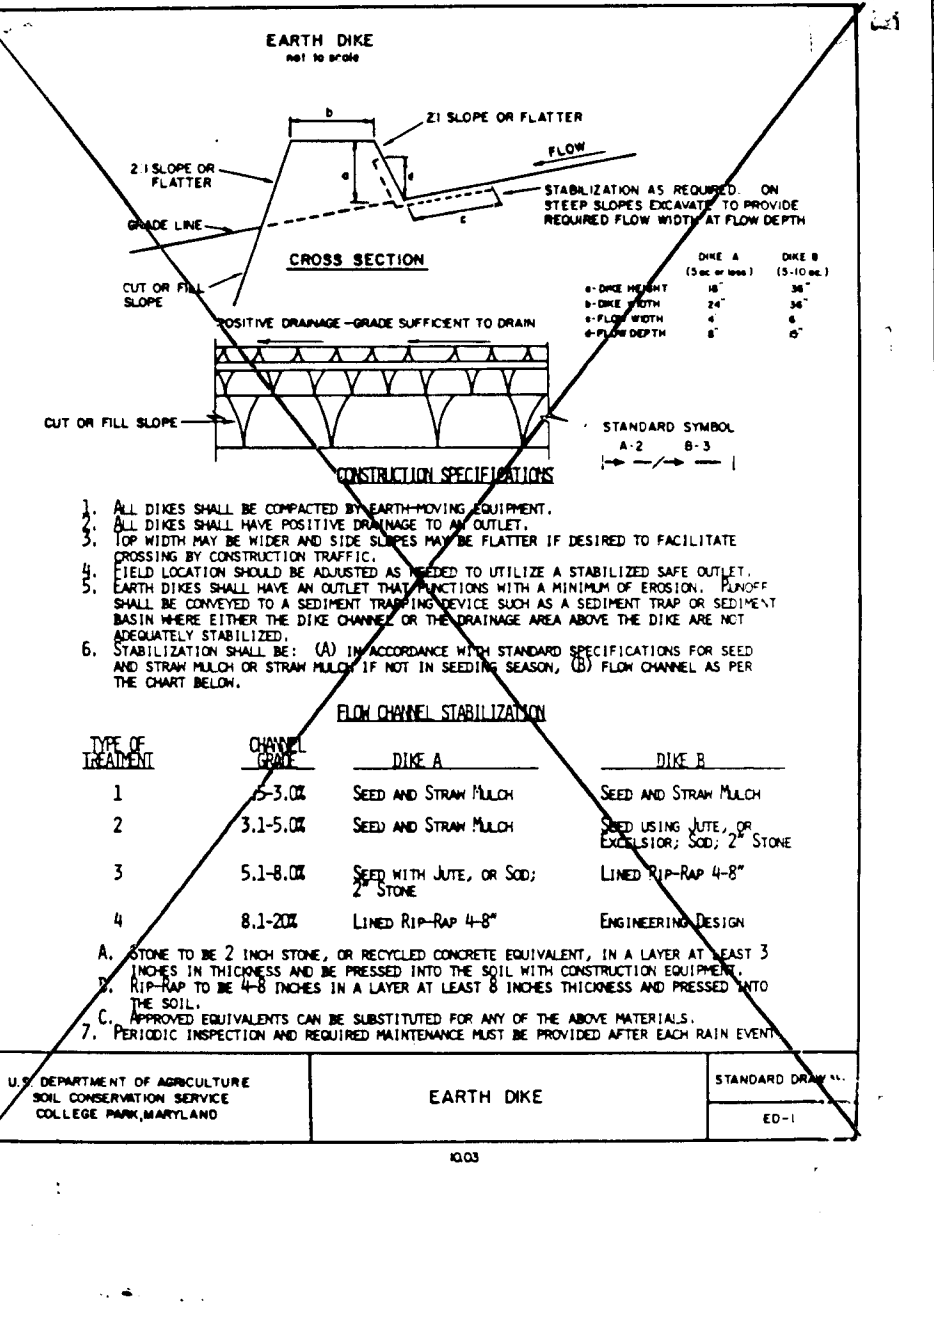 EARTH DIKE
not to scale
b
2:1 SLOPE OR FLATTER
FLOW
2:1 SLOPE OR
FLATTER
a
d
STABILIZATION AS REQUIRED. ON
STEEP SLOPES EXCAVATE TO PROVIDE
REQUIRED FLOW WIDTH AT FLOW DEPTH
c
GRADE LINE
CROSS SECTION
DIKE A DIKE B
(5 ac. or less) (5-10 ac.)
CUT OR FILL
SLOPE
a-DIKE HEIGHT 18" 36"
b-DIKE WIDTH 24" 36"
c-FLOW WIDTH 4' 6'
d-FLOW DEPTH 8" 15"
POSITIVE DRAINAGE-GRADE SUFFICIENT TO DRAIN
CUT OR FILL SLOPE
STANDARD SYMBOL
A-2 B-3
CONSTRUCTION SPECIFICATIONS
1. ALL DIKES SHALL BE COMPACTED BY EARTH-MOVING EQUIPMENT.
2. ALL DIKES SHALL HAVE POSITIVE DRAINAGE TO AN OUTLET.
3. TOP WIDTH MAY BE WIDER AND SIDE SLOPES MAY BE FLATTER IF DESIRED TO FACILITATE
CROSSING BY CONSTRUCTION TRAFFIC.
4. FIELD LOCATION SHOULD BE ADJUSTED AS NEEDED TO UTILIZE A STABILIZED SAFE OUTLET.
5. EARTH DIKES SHALL HAVE AN OUTLET THAT FUNCTIONS WITH A MINIMUM OF EROSION. RUNOFF
SHALL BE CONVEYED TO A SEDIMENT TRAPPING DEVICE SUCH AS A SEDIMENT TRAP OR SEDIMENT
BASIN WHERE EITHER THE DIKE CHANNEL OR THE DRAINAGE AREA ABOVE THE DIKE ARE NOT
ADEQUATELY STABILIZED.
6. STABILIZATION SHALL BE: (A) IN ACCORDANCE WITH STANDARD SPECIFICATIONS FOR SEED
AND STRAW MULCH OR STRAW MULCH IF NOT IN SEEDING SEASON, (B) FLOW CHANNEL AS PER
THE CHART BELOW.
FLOW CHANNEL STABILIZATION
TYPE OF CHANNEL
TREATMENT GRADE DIKE A DIKE B
1 .5-3.0% SEED AND STRAW MULCH SEED AND STRAW MULCH
2 3.1-5.0% SEED AND STRAW MULCH SEED USING JUTE, OR
EXCELSIOR; SOD; 2" STONE
3 5.1-8.0% SEED WITH JUTE, OR SOD; LINED RIP-RAP 4-8"
2" STONE
4 8.1-20% LINED RIP-RAP 4-8" ENGINEERING DESIGN
A. STONE TO BE 2 INCH STONE, OR RECYCLED CONCRETE EQUIVALENT, IN A LAYER AT LEAST 3
INCHES IN THICKNESS AND BE PRESSED INTO THE SOIL WITH CONSTRUCTION EQUIPMENT.
B. RIP-RAP TO BE 4-8 INCHES IN A LAYER AT LEAST 8 INCHES THICKNESS AND PRESSED INTO
THE SOIL.
C. APPROVED EQUIVALENTS CAN BE SUBSTITUTED FOR ANY OF THE ABOVE MATERIALS.
7. PERIODIC INSPECTION AND REQUIRED MAINTENANCE MUST BE PROVIDED AFTER EACH RAIN EVENT.
U.S. DEPARTMENT OF AGRICULTURE
SOIL CONSERVATION SERVICE
COLLEGE PARK, MARYLAND
EARTH DIKE
STANDARD
ED-1
10.03